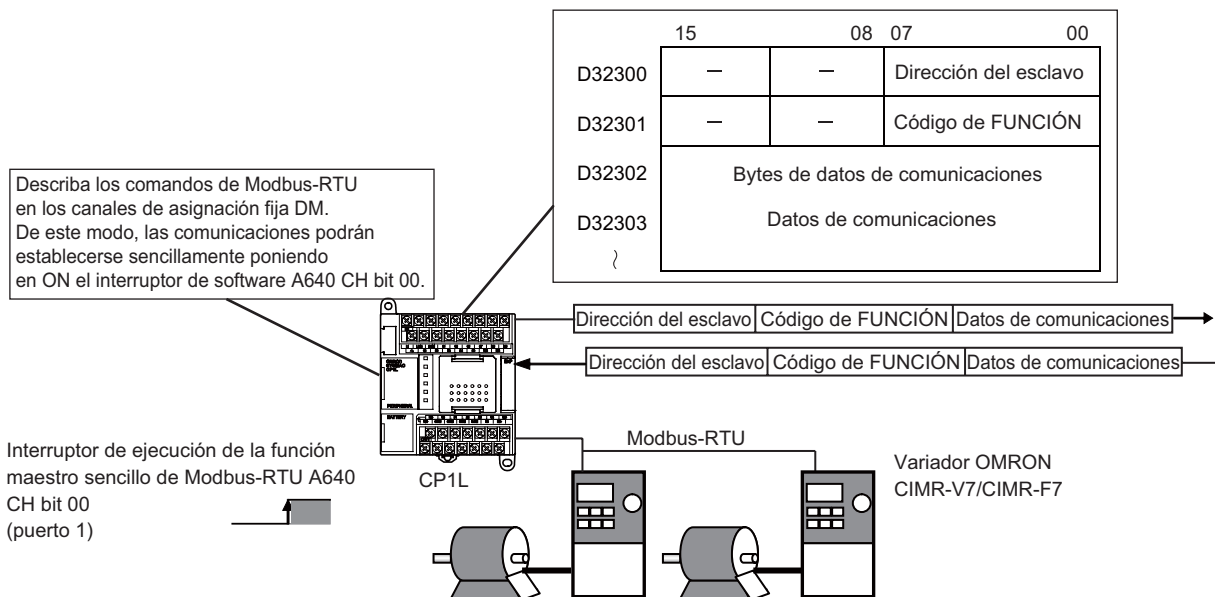 15 08 07 00
D32300 — — Dirección del esclavo
D32301 — — Código de FUNCIÓN
D32302 Bytes de datos de comunicaciones
D32303 Datos de comunicaciones
Describa los comandos de Modbus-RTU
en los canales de asignación fija DM.
De este modo, las comunicaciones podrán
establecerse sencillamente poniendo
en ON el interruptor de software A640 CH bit 00.
Dirección del esclavo Código de FUNCIÓN Datos de comunicaciones
Dirección del esclavo Código de FUNCIÓN Datos de comunicaciones
PERIPHERAL
BATTERY
CP1L
Modbus-RTU
Interruptor de ejecución de la función
maestro sencillo de Modbus-RTU A640
CH bit 00
(puerto 1)
Variador OMRON
CIMR-V7/CIMR-F7